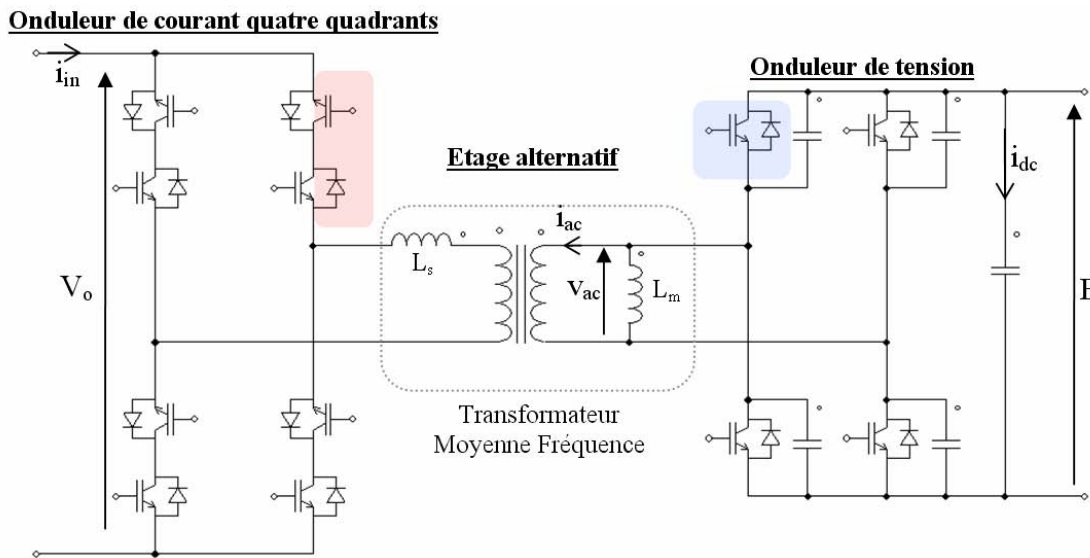 Onduleur de courant quatre quadrants
i_in
Onduleur de tension
Etage alternatif
i_dc
i_ac
L_s
V_o
v_ac
L_m
E
Transformateur
Moyenne Fréquence